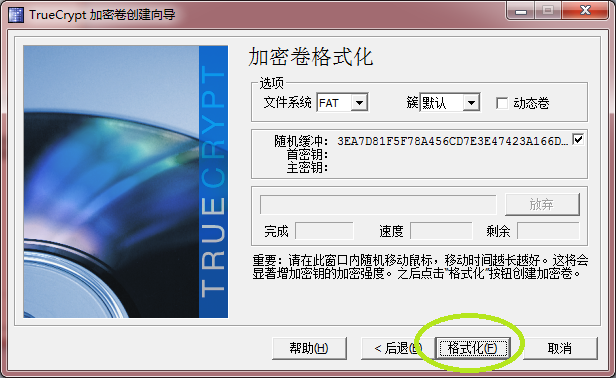 TrueCrypt 加密卷创建向导
TRUECRYPT
加密卷格式化
选项
文件系统 FAT 簇 默认 动态卷
随机缓冲: 3EA7D81F5F78A456CD7E3E47423A166D...
首密钥:
主密钥:
放弃
完成 速度 剩余
重要: 请在此窗口内随机移动鼠标，移动时间越长越好。这将会
显著增加密钥的加密强度。之后点击"格式化"按钮创建加密卷。
帮助(H) < 后退(B) 格式化(F) 取消